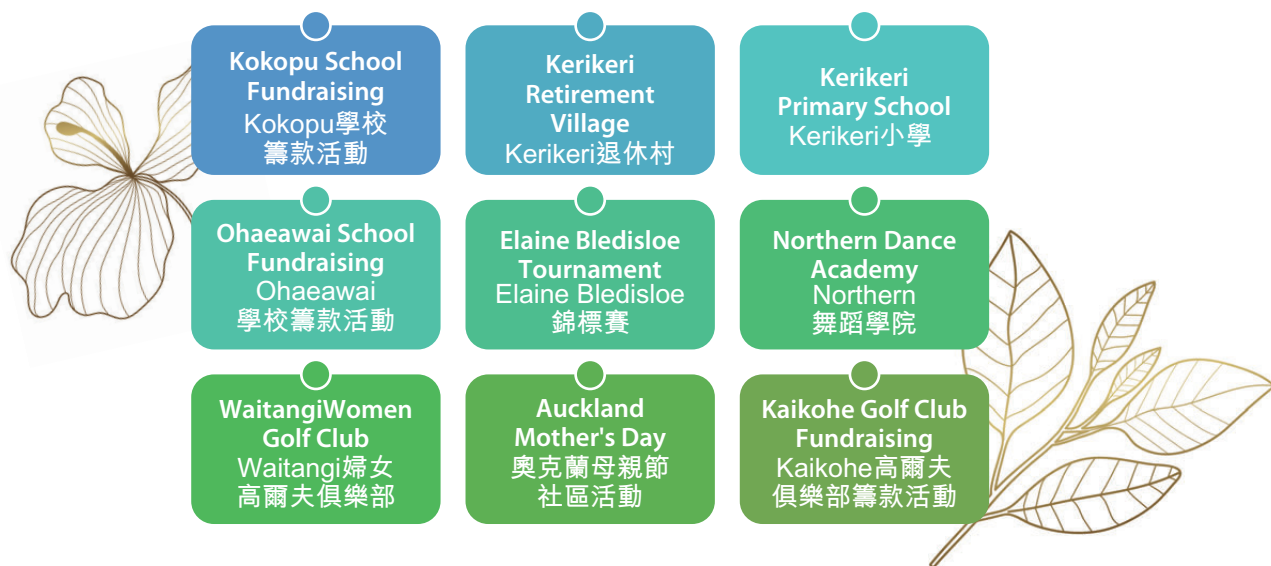 Kokopu School
Fundraising
Kokopu學校
籌款活動
Kerikeri
Retirement
Village
Kerikeri退休村
Kerikeri
Primary School
Kerikeri小學
Ohaeawai School
Fundraising
Ohaeawai
學校籌款活動
Elaine Bledisloe
Tournament
Elaine Bledisloe
錦標賽
Northern Dance
Academy
Northern
舞蹈學院
WaitangiWomen
Golf Club
Waitangi婦女
高爾夫俱樂部
Auckland
Mother's Day
奧克蘭母親節
社區活動
Kaikohe Golf Club
Fundraising
Kaikohe高爾夫
俱樂部籌款活動